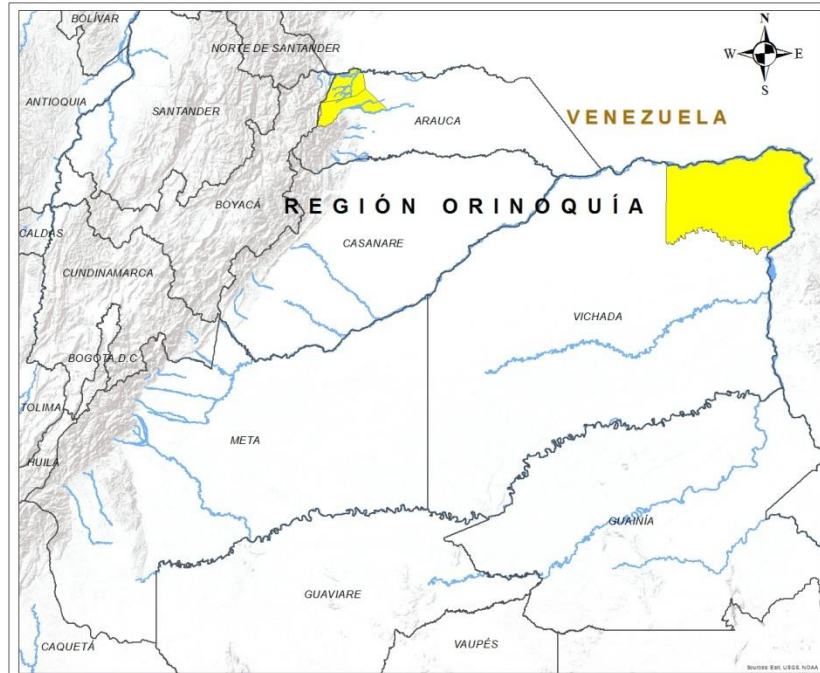 BOLÍVAR
N
W E
S
NORTE DE SANTANDER
ANTIOQUIA
SANTANDER
ARAUCA
VENEZUELA
BOYACÁ
REGIÓN ORINOQUÍA
CALDAS
CASANARE
CUNDINAMARCA
VICHADA
BOGOTÁ D.C
TOLIMA
META
HUILA
GUAINÍA
GUAVIARE
CAQUETÁ
VAUPÉS
Sources: Esri, USGS, NOAA